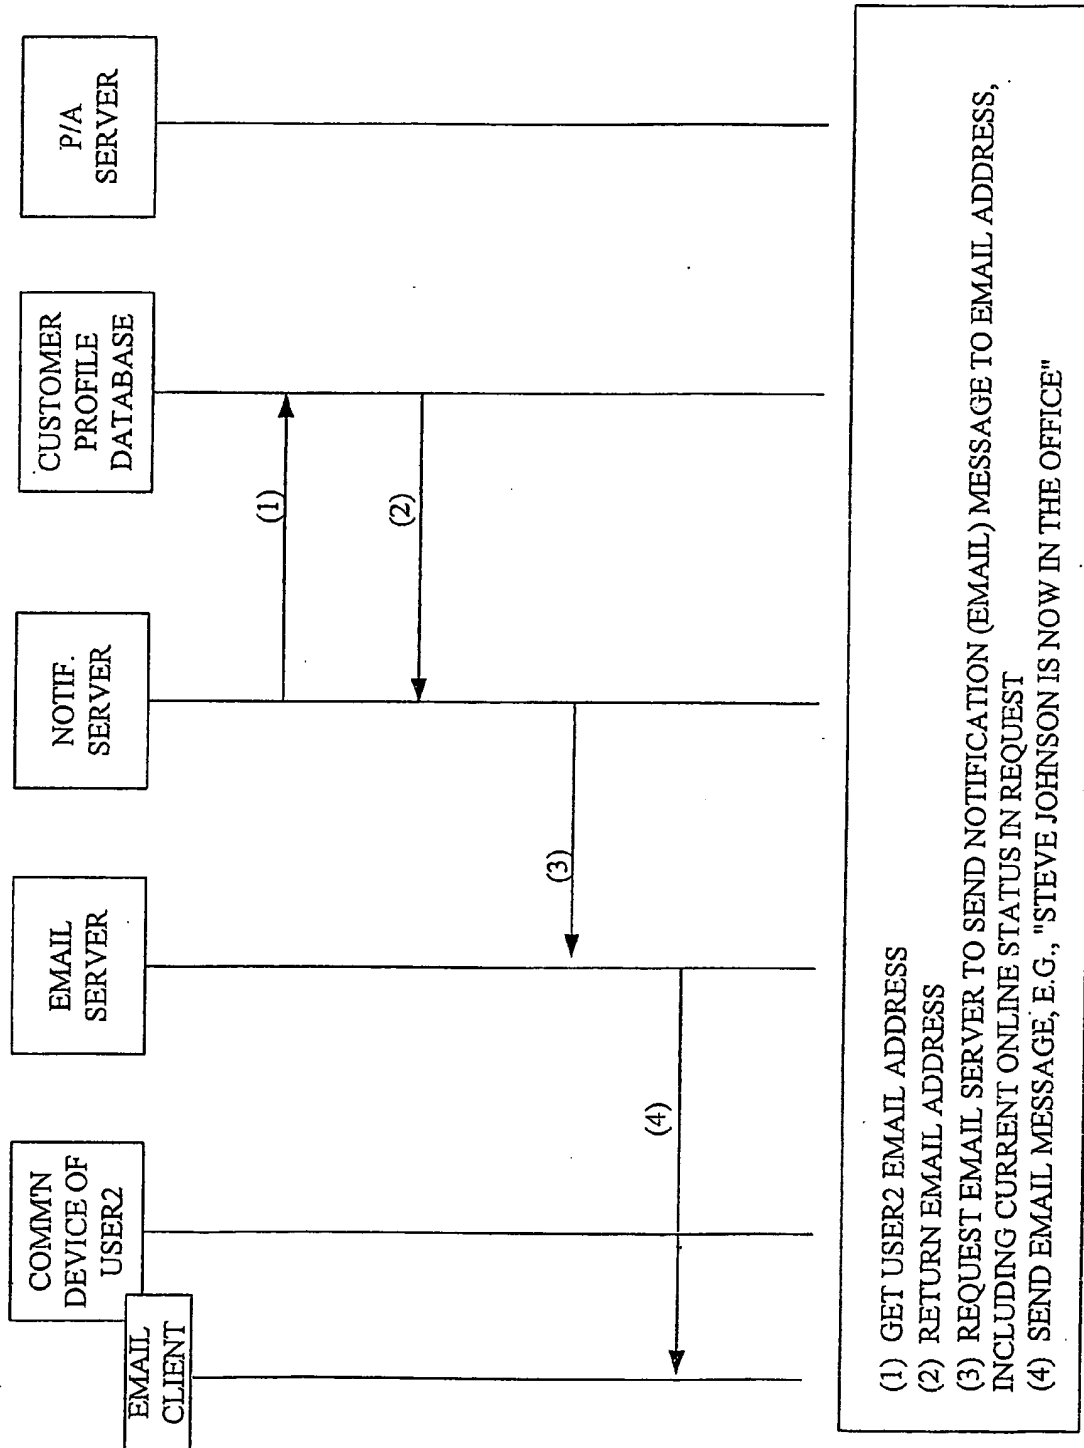 EMAIL
CLIENT
COMM'N
DEVICE OF
USER2
EMAIL
SERVER
NOTIF.
SERVER
CUSTOMER
PROFILE
DATABASE
P/A
SERVER
(1)
(2)
(3)
(4)
(1) GET USER2 EMAIL ADDRESS
(2) RETURN EMAIL ADDRESS
(3) REQUEST EMAIL SERVER TO SEND NOTIFICATION (EMAIL) MESSAGE TO EMAIL ADDRESS,
INCLUDING CURRENT ONLINE STATUS IN REQUEST
(4) SEND EMAIL MESSAGE, E.G., "STEVE JOHNSON IS NOW IN THE OFFICE"